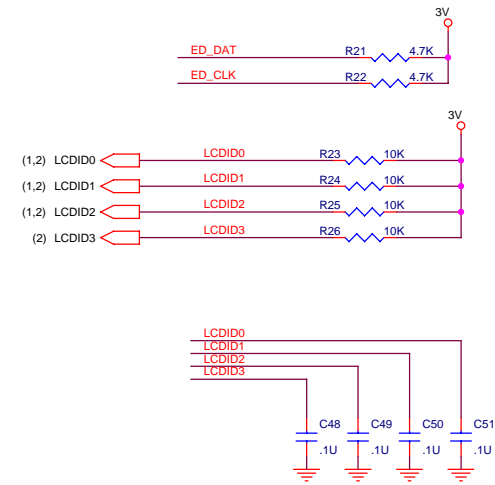 3V
ED_DAT R21 4.7K
ED_CLK R22 4.7K
3V
(1,2) LCDID0 LCDID0 R23 10K
(1,2) LCDID1 LCDID1 R24 10K
(1,2) LCDID2 LCDID2 R25 10K
(2) LCDID3 LCDID3 R26 10K
LCDID0
LCDID1
LCDID2
LCDID3
C48 C49 C50 C51
.1U .1U .1U .1U